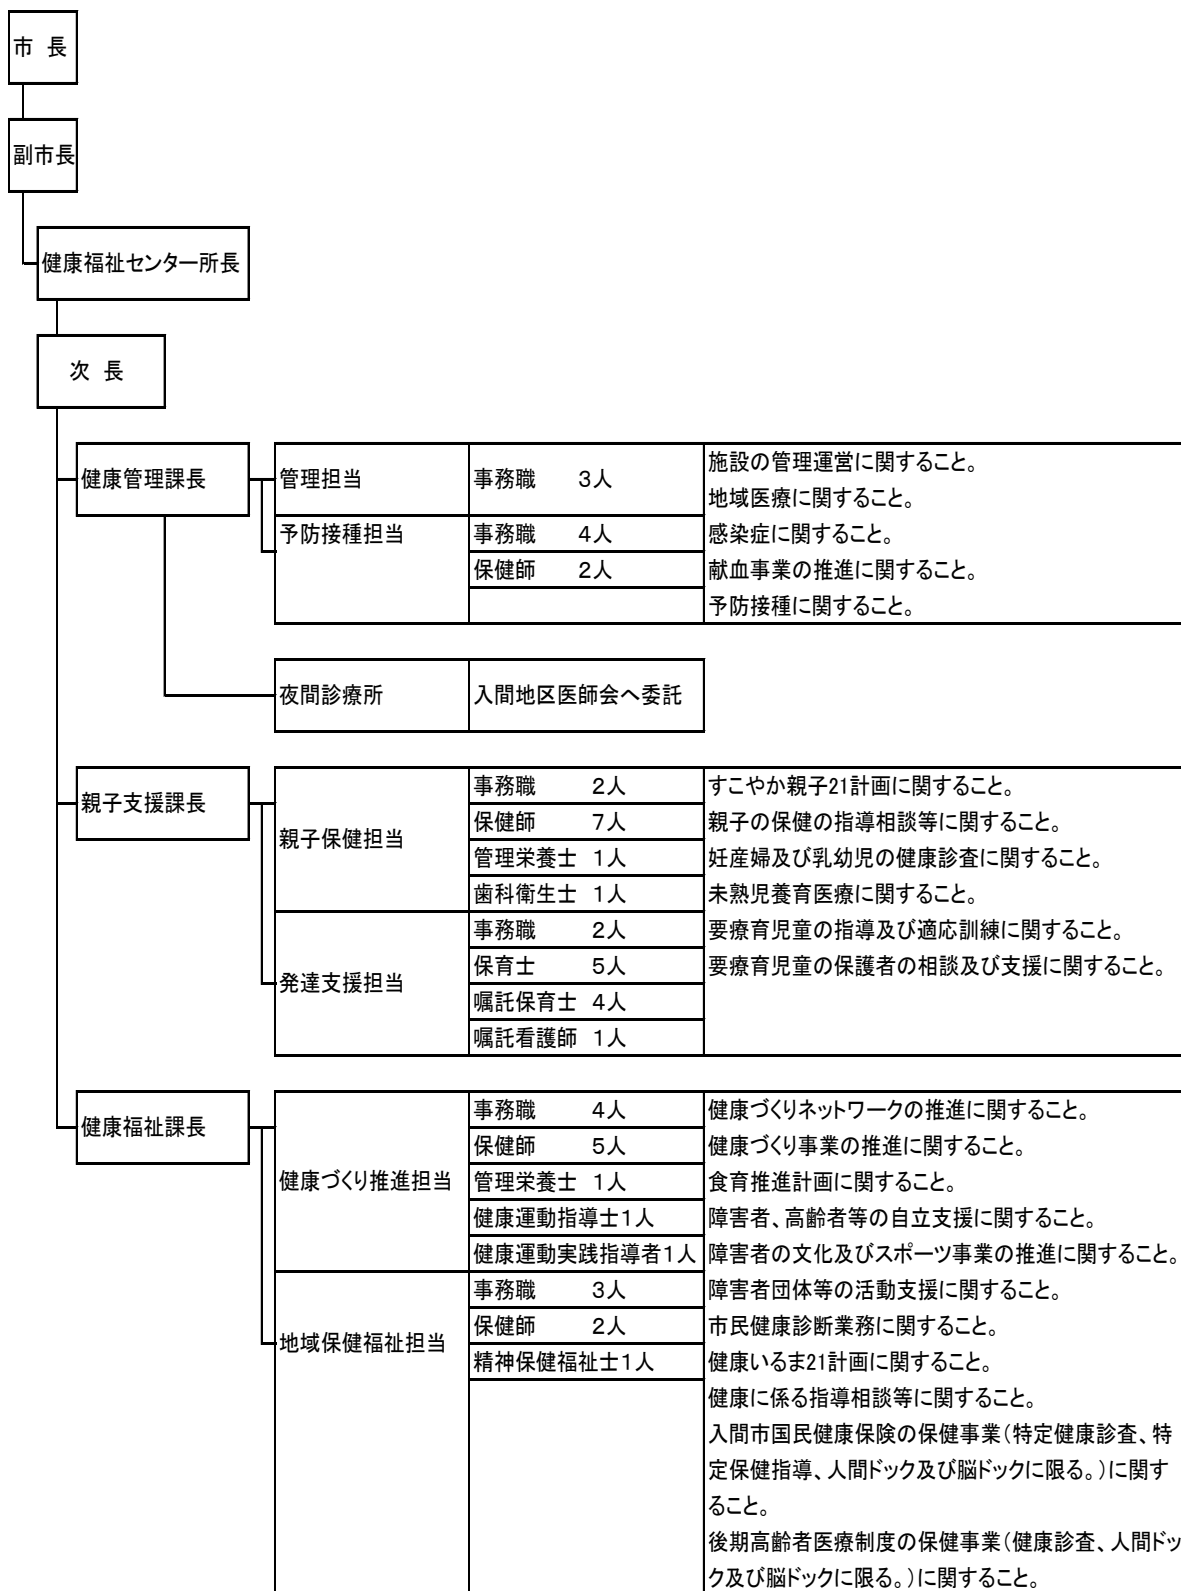 市 長
副市長
健康福祉センター所長
次 長
健康管理課長
管理担当
事務職 3人
施設の管理運営に関すること。
地域医療に関すること。
予防接種担当
事務職 4人
感染症に関すること。
保健師 2人
献血事業の推進に関すること。
予防接種に関すること。
夜間診療所
入間地区医師会へ委託
親子支援課長
親子保健担当
事務職 2人
すこやか親子21計画に関すること。
保健師 7人
親子の保健の指導相談等に関すること。
管理栄養士 1人
妊産婦及び乳幼児の健康診査に関すること。
歯科衛生士 1人
未熟児養育医療に関すること。
発達支援担当
事務職 2人
要療育児童の指導及び適応訓練に関すること。
保育士 5人
要療育児童の保護者の相談及び支援に関すること。
嘱託保育士 4人
嘱託看護師 1人
健康福祉課長
健康づくり推進担当
事務職 4人
健康づくりネットワークの推進に関すること。
保健師 5人
健康づくり事業の推進に関すること。
管理栄養士 1人
食育推進計画に関すること。
健康運動指導士1人
障害者、高齢者等の自立支援に関すること。
健康運動実践指導者1人
障害者の文化及びスポーツ事業の推進に関すること。
地域保健福祉担当
事務職 3人
障害者団体等の活動支援に関すること。
保健師 2人
市民健康診断業務に関すること。
精神保健福祉士1人
健康いるま21計画に関すること。
健康に係る指導相談等に関すること。
入間市国民健康保険の保健事業(特定健康診査、特
定保健指導、人間ドック及び脳ドックに限る。)に関す
ること。
後期高齢者医療制度の保健事業(健康診査、人間ドッ
ク及び脳ドックに限る。)に関すること。